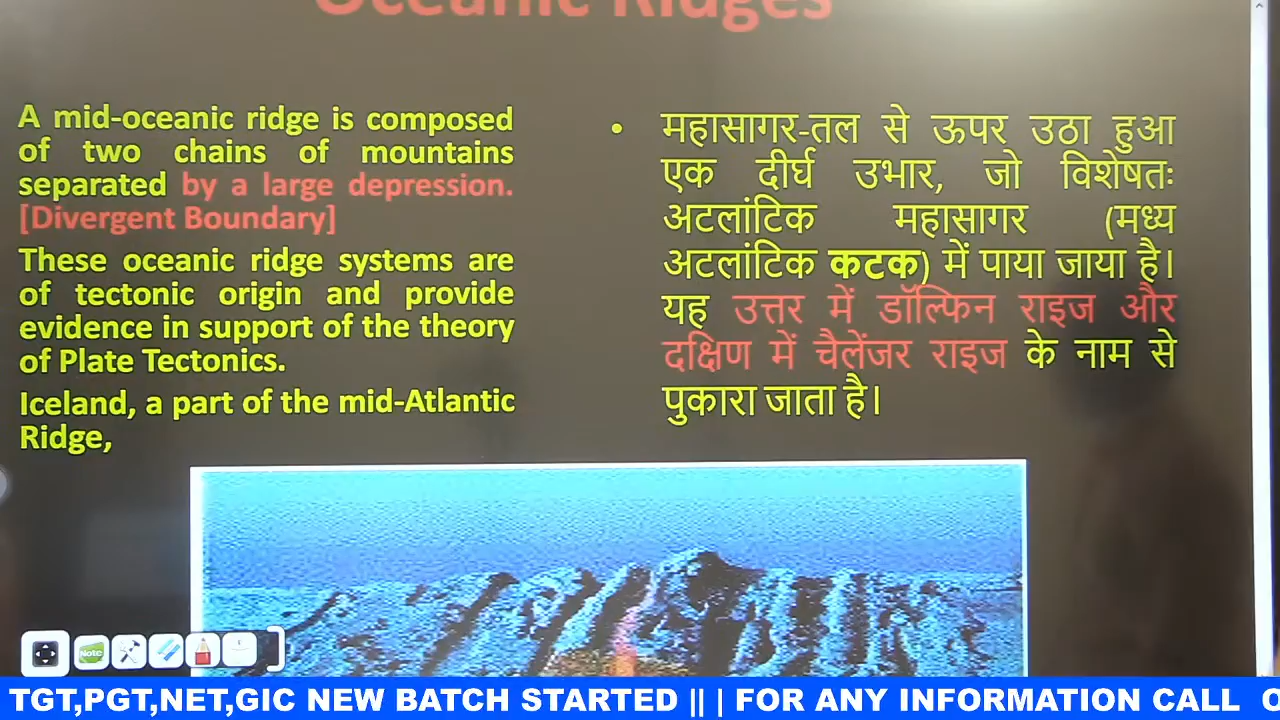 Oceanic Ridges
A mid-oceanic ridge is composed
of two chains of mountains
separated by a large depression.
[Divergent Boundary]
These oceanic ridge systems are
of tectonic origin and provide
evidence in support of the theory
of Plate Tectonics.
Iceland, a part of the mid-Atlantic
Ridge,
• महासागर-तल से ऊपर उठा हुआ
एक दीर्घ उभार, जो विशेषतः
अटलांटिक महासागर (मध्य
अटलांटिक कटक) में पाया जाया है।
यह उत्तर में डॉल्फिन राइज और
दक्षिण में चैलेंजर राइज के नाम से
पुकारा जाता है।
Note
TGT,PGT,NET,GIC NEW BATCH STARTED || | FOR ANY INFORMATION CALL